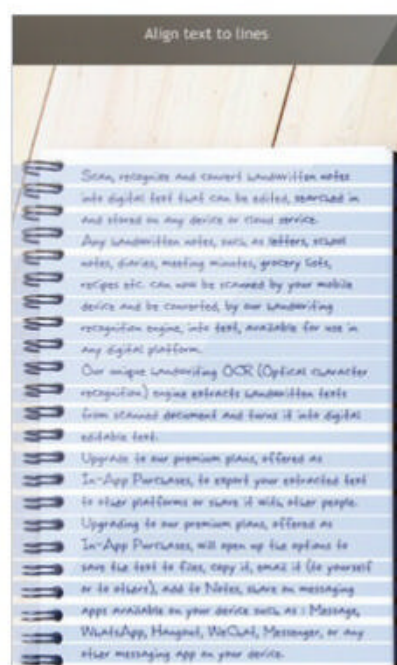 Align text to lines
Scan, recognize and convert handwritten notes
into digital text that can be edited, searched in
and stored on any device or cloud service.
Any handwritten notes, such as letters, school
notes, diaries, meeting minutes, grocery lists,
recipes etc. can now be scanned by your mobile
device and be converted, by our handwriting
recognition engine, into text, available for use in
any digital platform.
Our unique handwriting OCR (Optical character
recognition) engine extracts handwritten texts
from scanned document and turns it into digital
editable text.
Upgrade to our premium plans, offered as
In-App Purchases, to export your extracted text
to other platforms or share it with other people.
Upgrading to our premium plans, offered as
In-App Purchases, will open up the options to
save the text to files, copy it, email it (to yourself
or to others), add to Notes, share on messaging
apps available on your device such as : Message,
WhatsApp, Hangout, WeChat, Messenger, or any
other messaging app on your device.